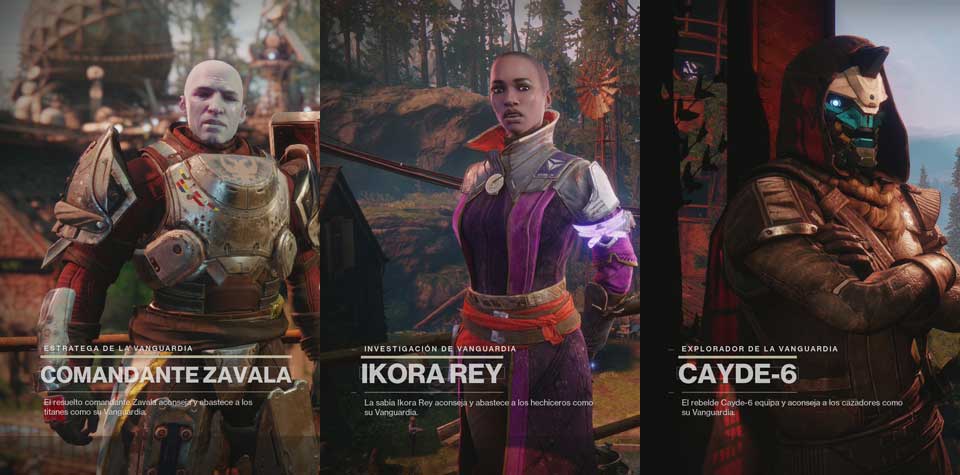 ESTRATEGA DE LA VANGUARDIA
COMANDANTE ZAVALA
El resuelto comandante Zavala aconseja y abastece a los
titanes como su Vanguardia.
INVESTIGACIÓN DE VANGUARDIA
IKORA REY
La sabia Ikora Rey aconseja y abastece a los hechiceros como
su Vanguardia.
EXPLORADOR DE LA VANGUARDIA
CAYDE-6
El rebelde Cayde-6 equipa y aconseja a los cazadores como
su Vanguardia.